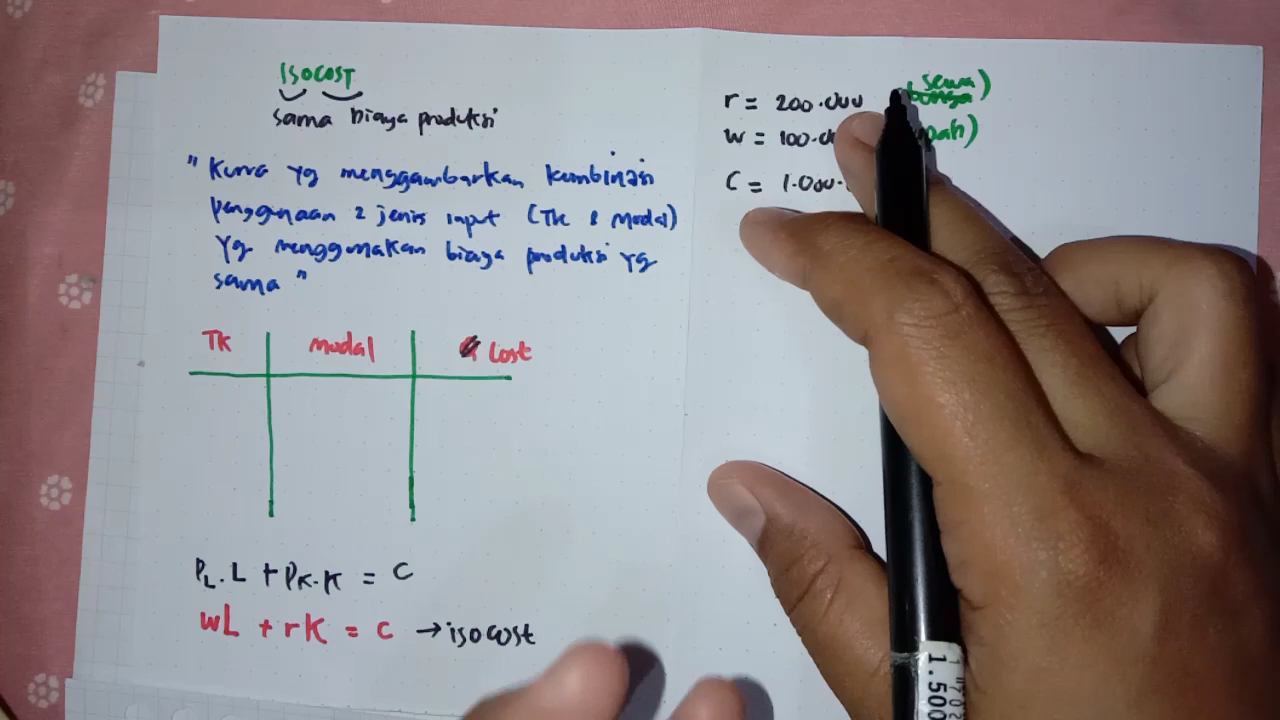 ISOCOST
sama biaya produksi
" Kurva yg menggambarkan kombinasi
penggunaan 2 jenis input (Tk & Modal)
Yg menggunakan biaya produksi yg
sama "
Tk modal Cost
PL.L + PK.K = C
wL + rK = C → isocost
r = 200.000 sewa)
bunga
w = 100.0
C = 1.000.
1.500